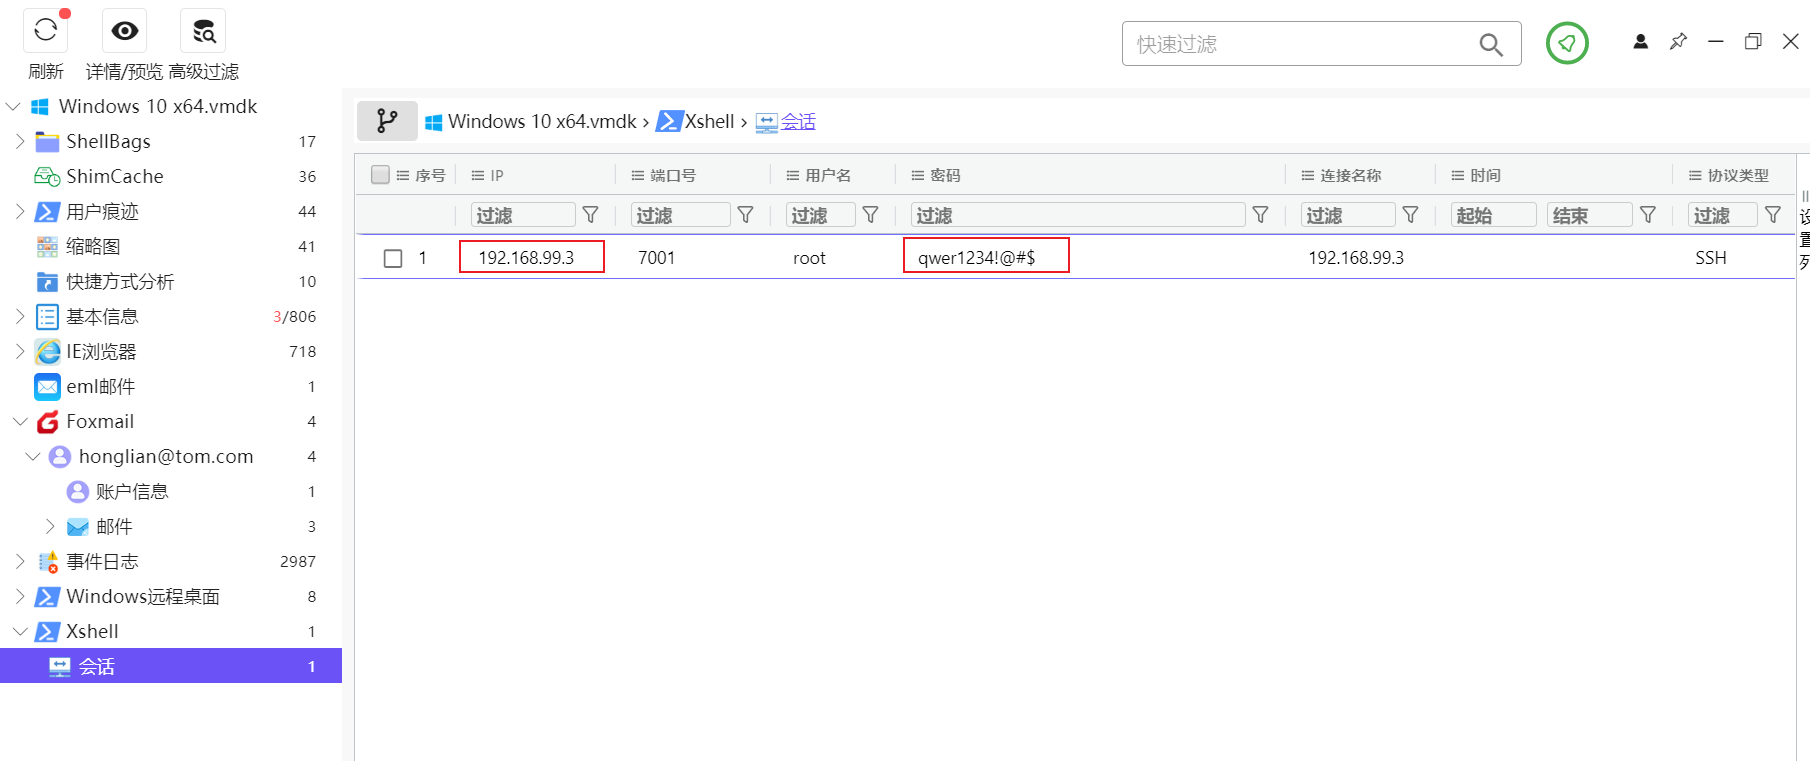 快速过滤
刷新 详情/预览 高级过滤
Windows 10 x64.vmdk
ShellBags 17
ShimCache 36
用户痕迹 44
缩略图 41
快捷方式分析 10
基本信息 3/806
IE浏览器 718
eml邮件 1
Foxmail 4
honglian@tom.com 4
账户信息 1
邮件 3
事件日志 2987
Windows远程桌面 8
Xshell 1
会话 1
Windows 10 x64.vmdk › Xshell › 会话
序号 IP 端口号 用户名 密码 连接名称 时间 协议类型
过滤 过滤 过滤 过滤 过滤 起始 结束 过滤
1 192.168.99.3 7001 root qwer1234!@#$ 192.168.99.3 SSH
设
置
列